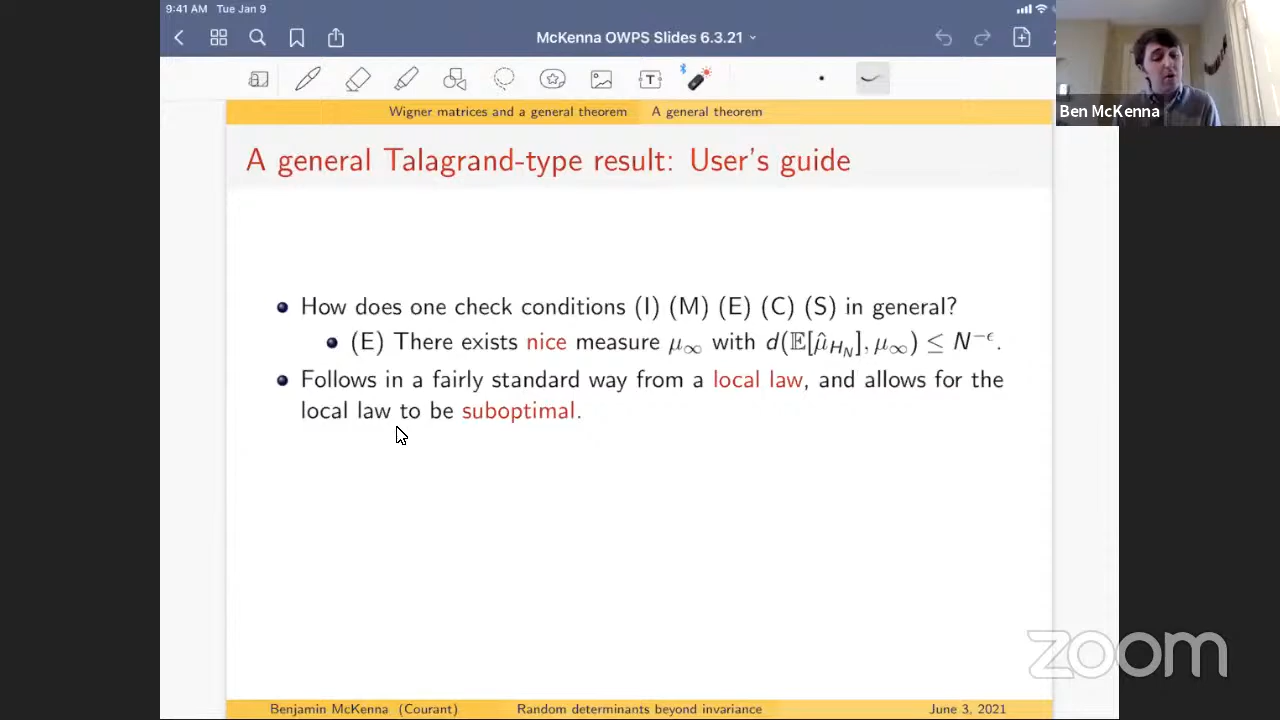 9:41 AM Tue Jan 9
McKenna OWPS Slides 6.3.21
T
Ben McKenna
Wigner matrices and a general theorem A general theorem
A general Talagrand-type result: User's guide
How does one check conditions (I) (M) (E) (C) (S) in general?
(E) There exists nice measure μ∞ with d(𝔼[μ̂_{H_N}], μ∞) ≤ N^{−ϵ}.
Follows in a fairly standard way from a local law, and allows for the
local law to be suboptimal.
zoom
Benjamin McKenna (Courant) Random determinants beyond invariance June 3, 2021